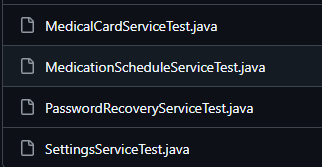 MedicalCardServiceTest.java
MedicationScheduleServiceTest.java
PasswordRecoveryServiceTest.java
SettingsServiceTest.java